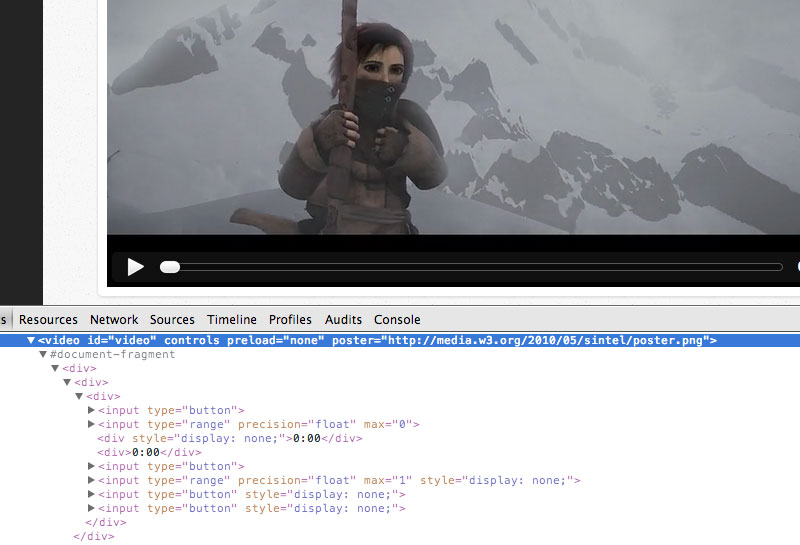 s Resources Network Sources Timeline Profiles Audits Console
▼<video id="video" controls preload="none" poster="http://media.w3.org/2010/05/sintel/poster.png">
▼#document-fragment
▼<div>
▼<div>
▼<div>
▶<input type="button">
▶<input type="range" precision="float" max="0">
<div style="display: none;">0:00</div>
<div>0:00</div>
▶<input type="button">
▶<input type="range" precision="float" max="1" style="display: none;">
▶<input type="button" style="display: none;">
▶<input type="button" style="display: none;">
</div>
</div>